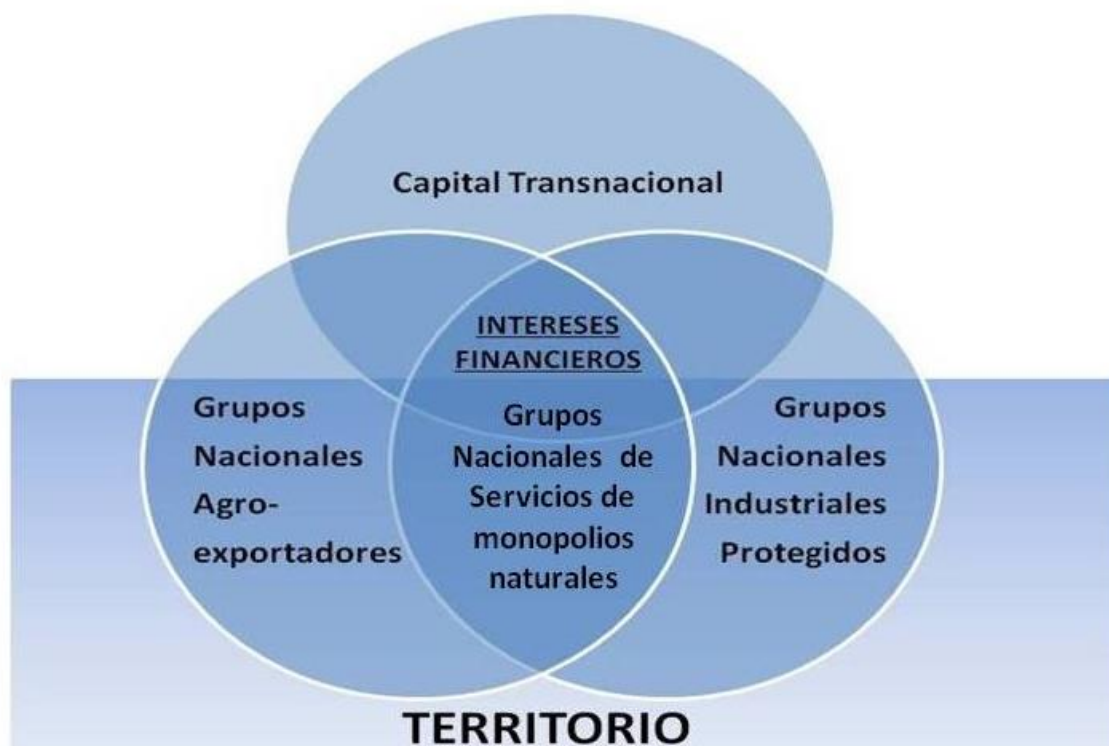 Capital Transnacional
INTERESES
FINANCIEROS
Grupos
Nacionales
Agro-
exportadores
Grupos
Nacionales de
Servicios de
monopolios
naturales
Grupos
Nacionales
Industriales
Protegidos
TERRITORIO